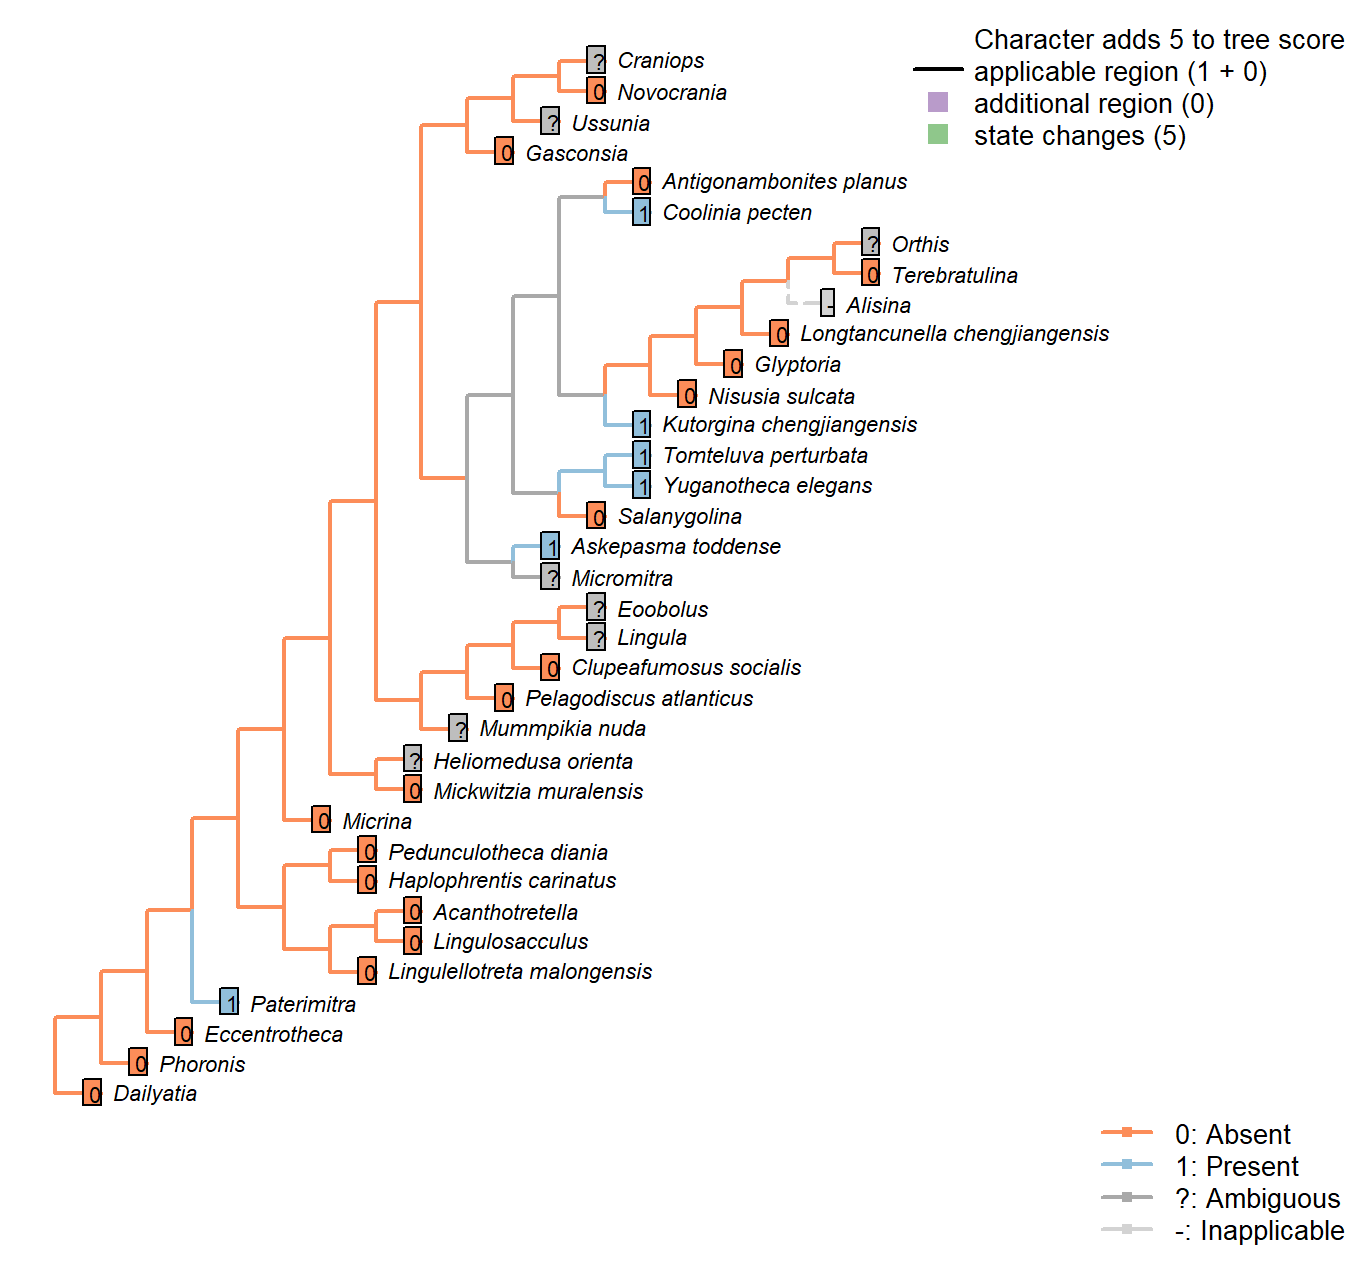 Character adds 5 to tree score
applicable region (1 + 0)
additional region (0)
state changes (5)
? Craniops
0 Novocrania
? Ussunia
0 Gasconsia
0 Antigonambonites planus
1 Coolinia pecten
? Orthis
0 Terebratulina
- Alisina
0 Longtancunella chengjiangensis
0 Glyptoria
0 Nisusia sulcata
1 Kutorgina chengjiangensis
1 Tomteluva perturbata
1 Yuganotheca elegans
0 Salanygolina
1 Askepasma toddense
? Micromitra
? Eoobolus
? Lingula
0 Clupeafumosus socialis
0 Pelagodiscus atlanticus
? Mummpikia nuda
? Heliomedusa orienta
0 Mickwitzia muralensis
0 Micrina
0 Pedunculotheca diania
0 Haplophrentis carinatus
0 Acanthotretella
0 Lingulosacculus
0 Lingulellotreta malongensis
1 Paterimitra
0 Eccentrotheca
0 Phoronis
0 Dailyatia
0: Absent
1: Present
?: Ambiguous
-: Inapplicable